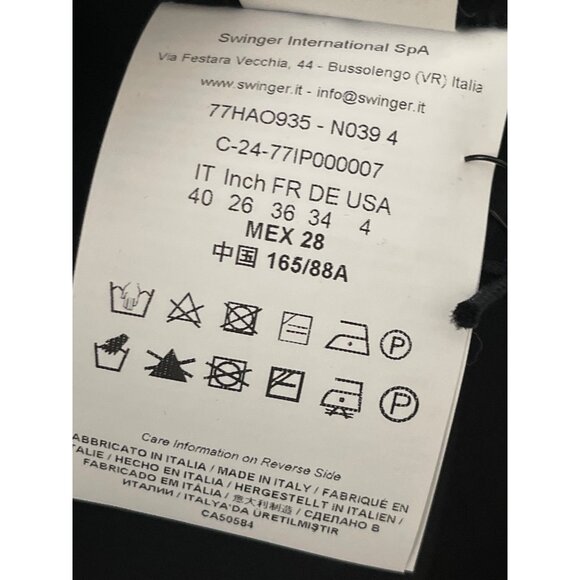 Swinger International SpA
Via Festara Vecchia, 44 - Bussolengo (VR) Italia
www.swinger.it - info@swinger.it
77HAO935 - N039 4
C-24-77IP000007
IT Inch FR DE USA
40 26 36 34 4
MEX 28
中国 165/88A
P
P
Care Information on Reverse Side
FABBRICATO IN ITALIA / MADE IN ITALY / FABRIQUÉ EN
ITALIE / HECHO EN ITALIA / HERGESTELLT IN ITALIEN /
FABRICADO EM ITÁLIA / 意大利制造 / СДЕЛАНО В
ИТАЛИИ / ITALYA'DA ÜRETILMIŞTIR
CA50584